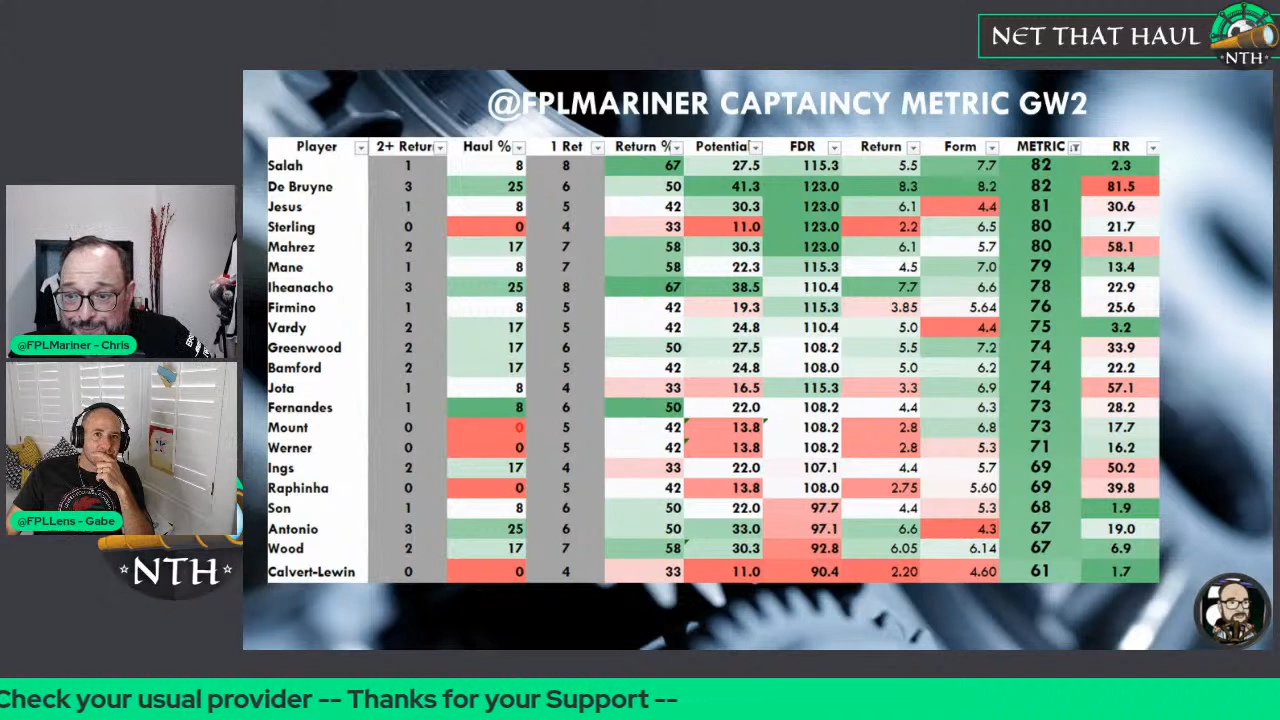 NET THAT HAUL
NTH
@FPLMARINER CAPTAINCY METRIC GW2
Player 2+ Retur Haul % 1 Ret Return % Potential FDR Return Form METRIC RR
Salah 1 8 8 67 27.5 115.3 5.5 7.7 82 2.3
De Bruyne 3 25 6 50 41.3 123.0 8.3 8.2 82 81.5
Jesus 1 8 5 42 30.3 123.0 6.1 4.4 81 30.6
Sterling 0 0 4 33 11.0 123.0 2.2 6.5 80 21.7
Mahrez 2 17 7 58 30.3 123.0 6.1 5.7 80 58.1
Mane 1 8 7 58 22.3 115.3 4.5 7.0 79 13.4
Iheanacho 3 25 8 67 38.5 110.4 7.7 6.6 78 22.9
Firmino 1 8 5 42 19.3 115.3 3.85 5.64 76 25.6
Vardy 2 17 5 42 24.8 110.4 5.0 4.4 75 3.2
Greenwood 2 17 6 50 27.5 108.2 5.5 7.2 74 33.9
Bamford 2 17 5 42 24.8 108.0 5.0 6.2 74 22.2
Jota 1 8 4 33 16.5 115.3 3.3 6.9 74 57.1
Fernandes 1 8 6 50 22.0 108.2 4.4 6.3 73 28.2
Mount 0 0 5 42 13.8 108.2 2.8 6.8 73 17.7
Werner 0 0 5 42 13.8 108.2 2.8 5.3 71 16.2
Ings 2 17 4 33 22.0 107.1 4.4 5.7 69 50.2
Raphinha 0 0 5 42 13.8 108.0 2.75 5.60 69 39.8
Son 1 8 6 50 22.0 97.7 4.4 5.3 68 1.9
Antonio 3 25 6 50 33.0 97.1 6.6 4.3 67 19.0
Wood 2 17 7 58 30.3 92.8 6.05 6.14 67 6.9
Calvert-Lewin 0 0 4 33 11.0 90.4 2.20 4.60 61 1.7
@FPLMariner - Chris
@FPLLens - Gabe
NTH
Check your usual provider -- Thanks for your Support --